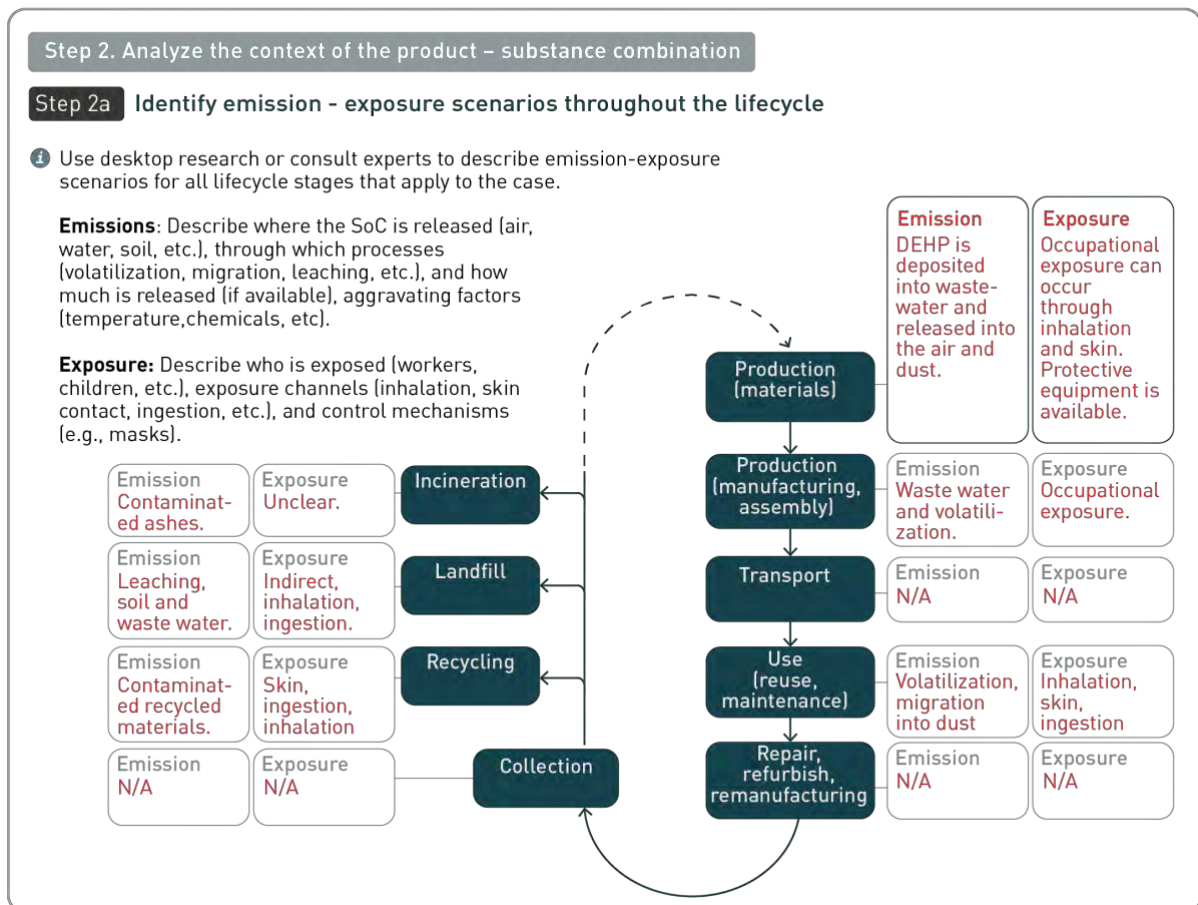 Step 2. Analyze the context of the product – substance combination
Step 2a Identify emission - exposure scenarios throughout the lifecycle
Use desktop research or consult experts to describe emission-exposure
scenarios for all lifecycle stages that apply to the case.
Emissions: Describe where the SoC is released (air,
water, soil, etc.), through which processes
(volatilization, migration, leaching, etc.), and how
much is released (if available), aggravating factors
(temperature,chemicals, etc).
Exposure: Describe who is exposed (workers,
children, etc.), exposure channels (inhalation, skin
contact, ingestion, etc.), and control mechanisms
(e.g., masks).
Production
(materials)
Emission
DEHP is
deposited
into waste-
water and
released into
the air and
dust.
Exposure
Occupational
exposure can
occur
through
inhalation
and skin.
Protective
equipment is
available.
Production
(manufacturing,
assembly)
Emission
Waste water
and volatili-
zation.
Exposure
Occupational
exposure.
Transport
Emission
N/A
Exposure
N/A
Use
(reuse,
maintenance)
Emission
Volatilization,
migration
into dust
Exposure
Inhalation,
skin,
ingestion
Repair,
refurbish,
remanufacturing
Emission
N/A
Exposure
N/A
Emission
Contaminat-
ed ashes.
Exposure
Unclear.
Incineration
Emission
Leaching,
soil and
waste water.
Exposure
Indirect,
inhalation,
ingestion.
Landfill
Emission
Contaminat-
ed recycled
materials.
Exposure
Skin,
ingestion,
inhalation
Recycling
Emission
N/A
Exposure
N/A
Collection